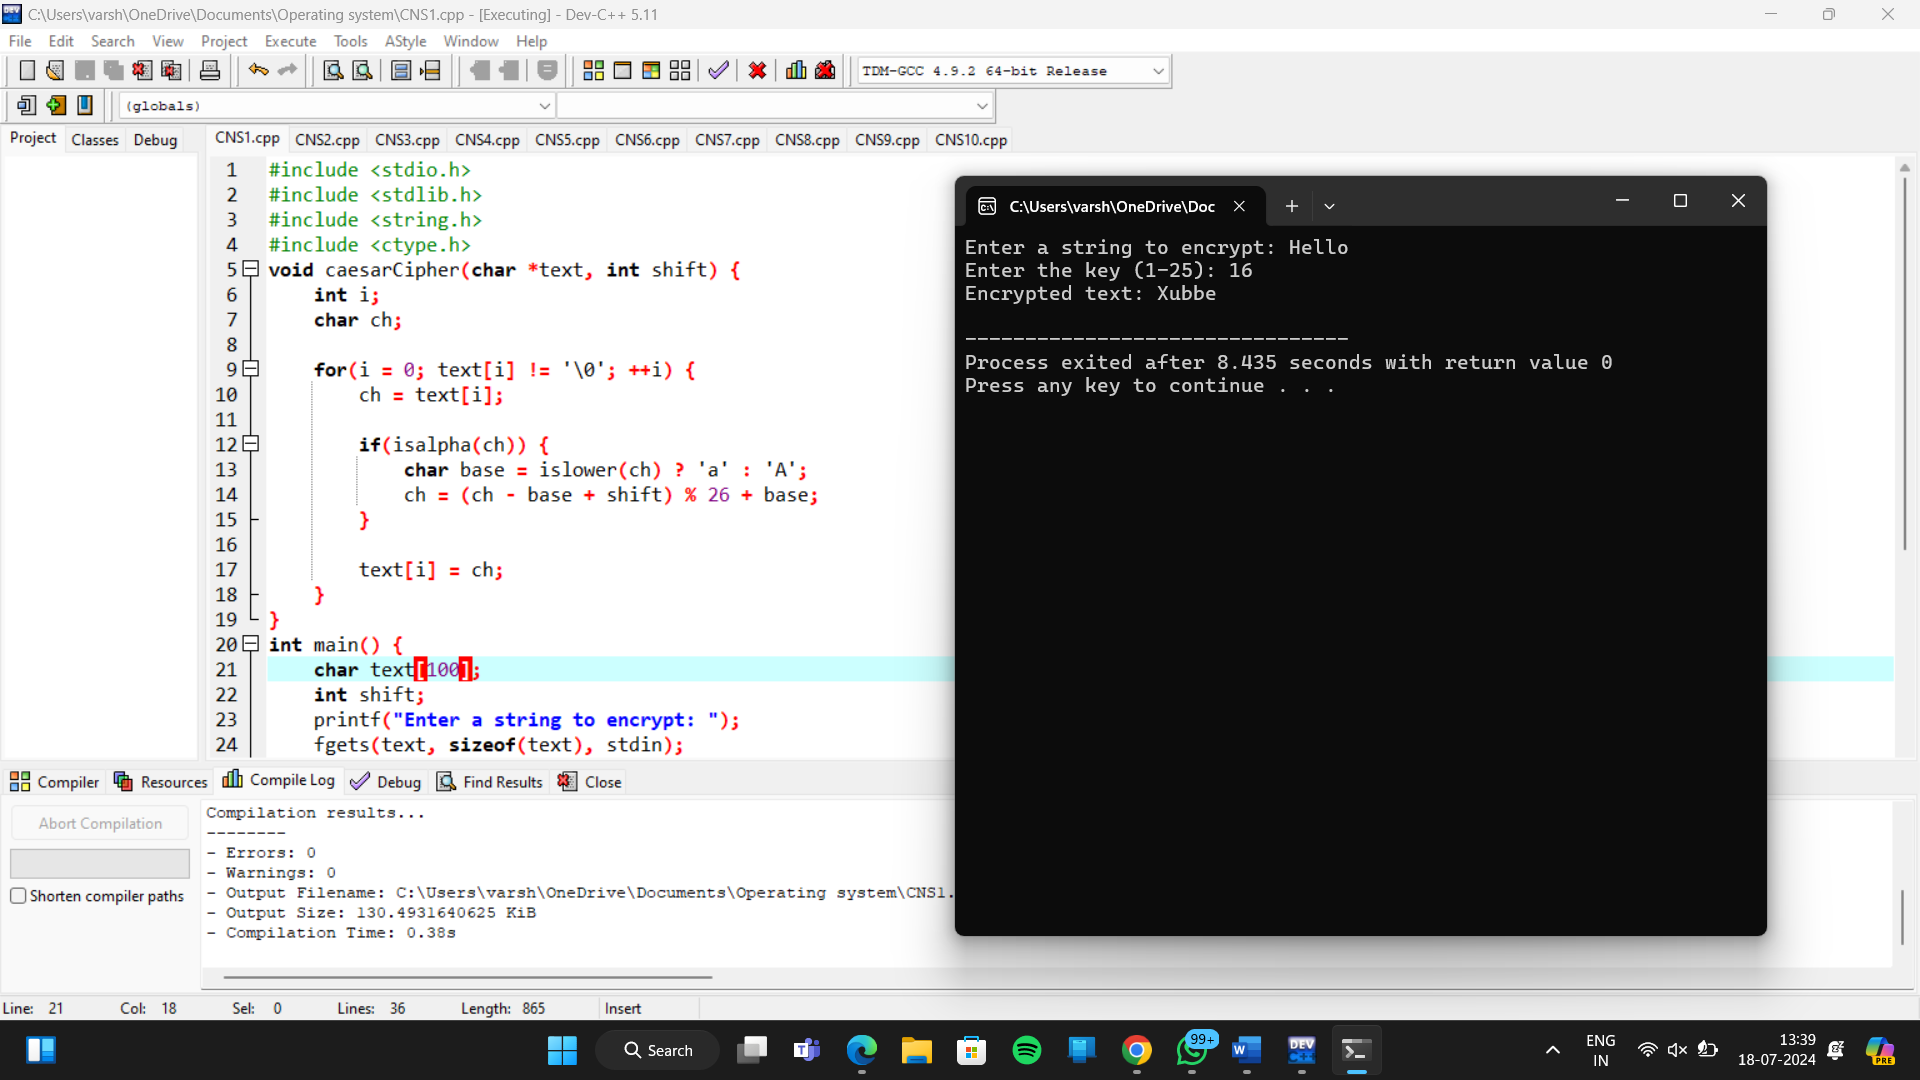 C:\Users\varsh\OneDrive\Documents\Operating system\CNS1.cpp - [Executing] - Dev-C++ 5.11
File Edit Search View Project Execute Tools AStyle Window Help
TDM-GCC 4.9.2 64-bit Release
(globals)
Project Classes Debug
CNS1.cpp CNS2.cpp CNS3.cpp CNS4.cpp CNS5.cpp CNS6.cpp CNS7.cpp CNS8.cpp CNS9.cpp CNS10.cpp
1 #include <stdio.h>
2 #include <stdlib.h>
3 #include <string.h>
4 #include <ctype.h>
5 void caesarCipher(char *text, int shift) {
6 int i;
7 char ch;
8
9 for(i = 0; text[i] != '\0'; ++i) {
10 ch = text[i];
11
12 if(isalpha(ch)) {
13 char base = islower(ch) ? 'a' : 'A';
14 ch = (ch - base + shift) % 26 + base;
15 }
16
17 text[i] = ch;
18 }
19 }
20 int main() {
21 char text[100];
22 int shift;
23 printf("Enter a string to encrypt: ");
24 fgets(text, sizeof(text), stdin);
C:\Users\varsh\OneDrive\Doc
Enter a string to encrypt: Hello
Enter the key (1-25): 16
Encrypted text: Xubbe
--------------------------------
Process exited after 8.435 seconds with return value 0
Press any key to continue . . .
Compiler Resources Compile Log Debug Find Results Close
Abort Compilation
Shorten compiler paths
Compilation results...
--------
- Errors: 0
- Warnings: 0
- Output Filename: C:\Users\varsh\OneDrive\Documents\Operating system\CNS1.
- Output Size: 130.4931640625 KiB
- Compilation Time: 0.38s
Line: 21 Col: 18 Sel: 0 Lines: 36 Length: 865 Insert
Search
99+
ENG
IN
13:39
18-07-2024
PRE